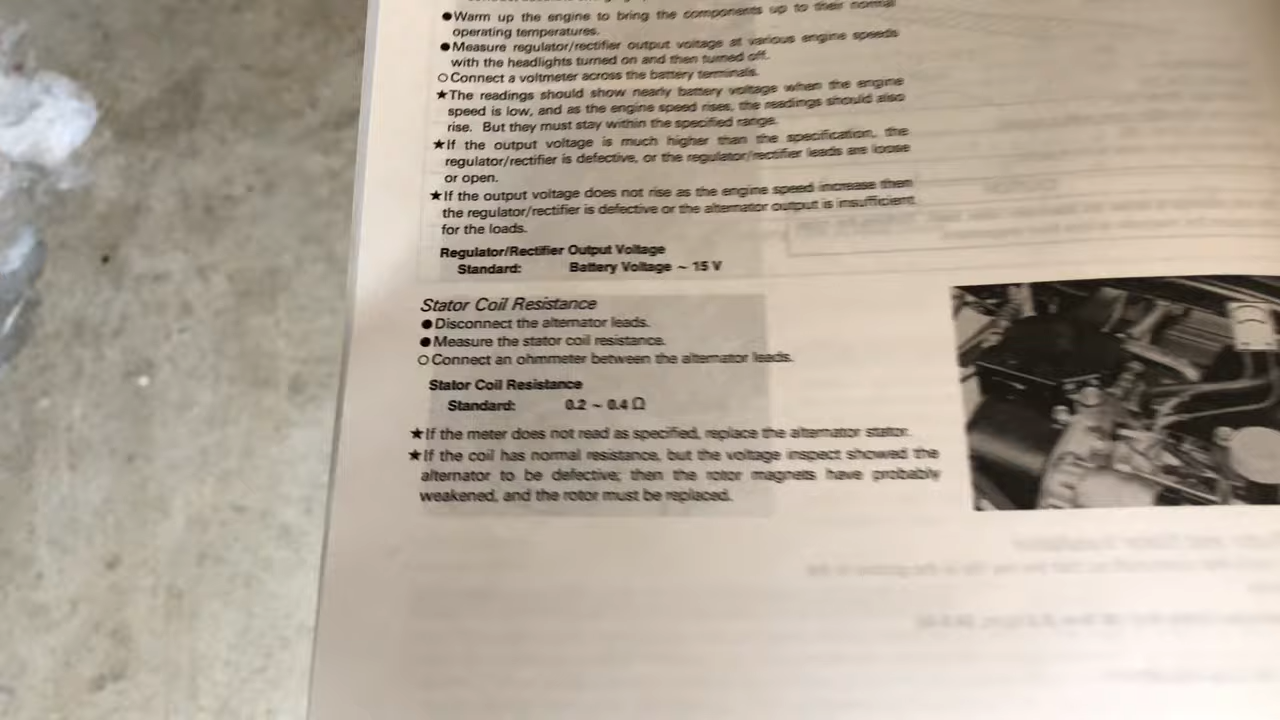 ●Warm up the engine to bring the components up to their normal
operating temperatures.
●Measure regulator/rectifier output voltage at various engine speeds
with the headlights turned on and then turned off.
○Connect a voltmeter across the battery terminals.
★The readings should show nearly battery voltage when the engine
speed is low, and as the engine speed rises, the readings should also
rise. But they must stay within the specified range.
★If the output voltage is much higher than the specification, the
regulator/rectifier is defective, or the regulator/rectifier leads are loose
or open.
★If the output voltage does not rise as the engine speed increase then
the regulator/rectifier is defective or the alternator output is insufficient
for the loads.
Regulator/Rectifier Output Voltage
Standard: Battery Voltage ~ 15 V
Stator Coil Resistance
●Disconnect the alternator leads.
●Measure the stator coil resistance.
○Connect an ohmmeter between the alternator leads.
Stator Coil Resistance
Standard: 0.2 ~ 0.4 Ω
★If the meter does not read as specified, replace the alternator stator.
★If the coil has normal resistance, but the voltage inspect showed the
alternator to be defective; then the rotor magnets have probably
weakened, and the rotor must be replaced.